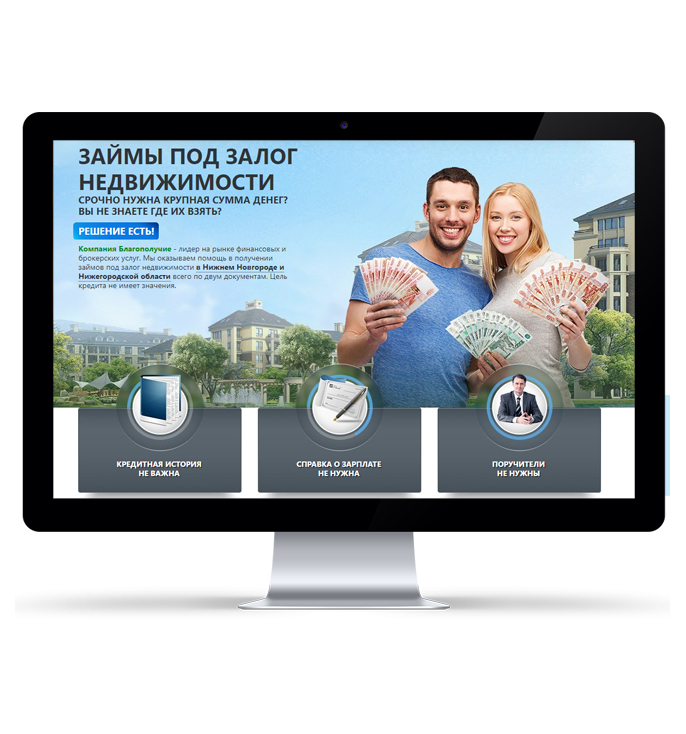 ЗАЙМЫ ПОД ЗАЛОГ
НЕДВИЖИМОСТИ
СРОЧНО НУЖНА КРУПНАЯ СУММА ДЕНЕГ?
ВЫ НЕ ЗНАЕТЕ ГДЕ ИХ ВЗЯТЬ?
РЕШЕНИЕ ЕСТЬ!
Компания Благополучие - лидер на рынке финансовых и
брокерских услуг. Мы оказываем помощь в получении
займов под залог недвижимости в Нижнем Новгороде и
Нижегородской области всего по двум документам. Цель
кредита не имеет значения.
КРЕДИТНАЯ ИСТОРИЯ
НЕ ВАЖНА
СПРАВКА О ЗАРПЛАТЕ
НЕ НУЖНА
ПОРУЧИТЕЛИ
НЕ НУЖНЫ